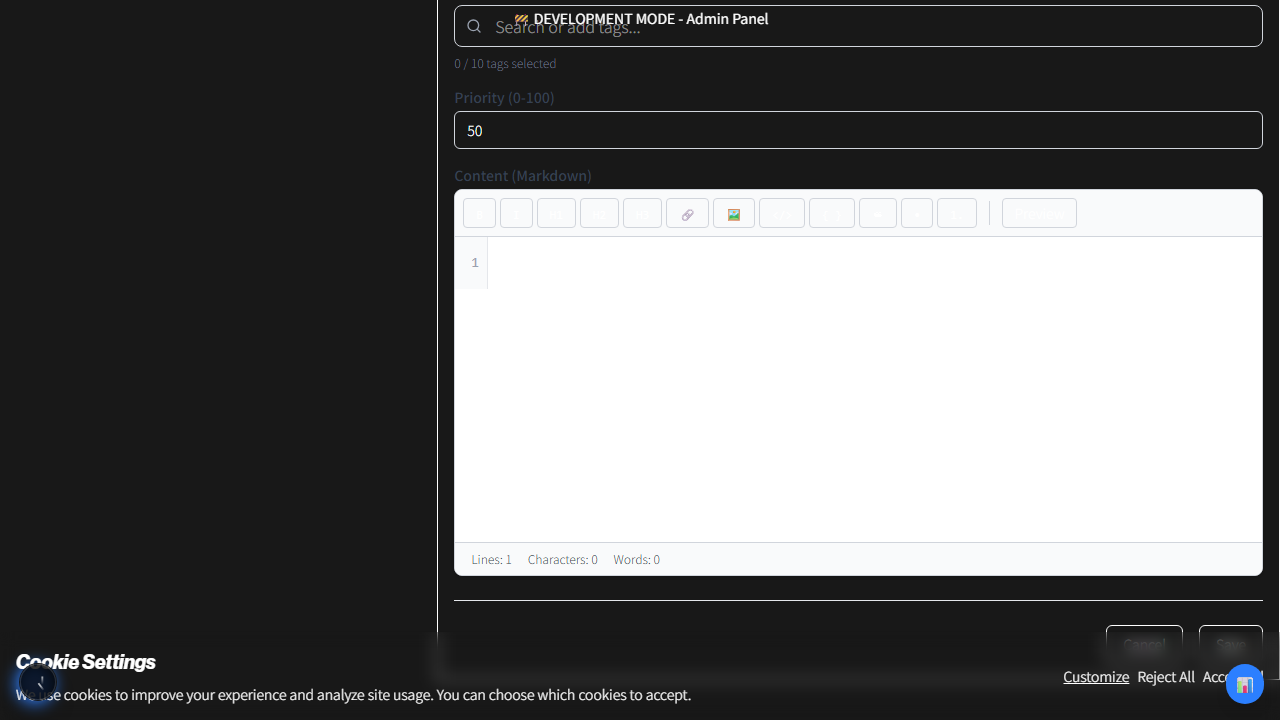 🚧 DEVELOPMENT MODE - Admin Panel
Search or add tags...
0 / 10 tags selected
Priority (0-100)
50
Content (Markdown)
1
Lines: 1 Characters: 0 Words: 0
Cancel Save
Cookie Settings
We use cookies to improve your experience and analyze site usage. You can choose which cookies to accept.
Customize Reject All